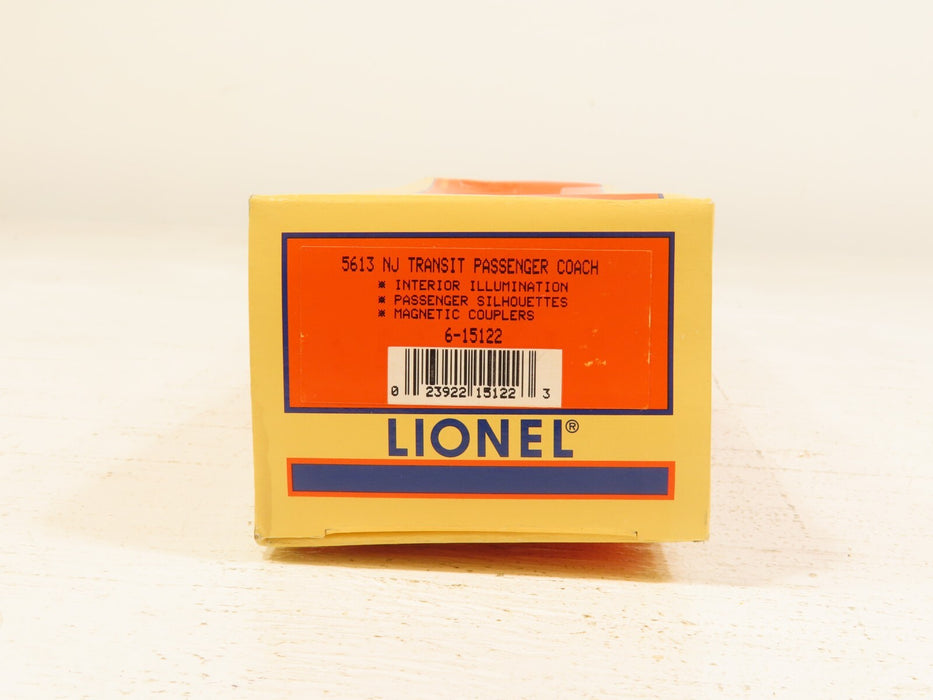 5613 NJ TRANSIT PASSENGER COACH
※ INTERIOR ILLUMINATION
※ PASSENGER SILHOUETTES
※ MAGNETIC COUPLERS
6-15122
0 23922 15122 3
LIONEL®